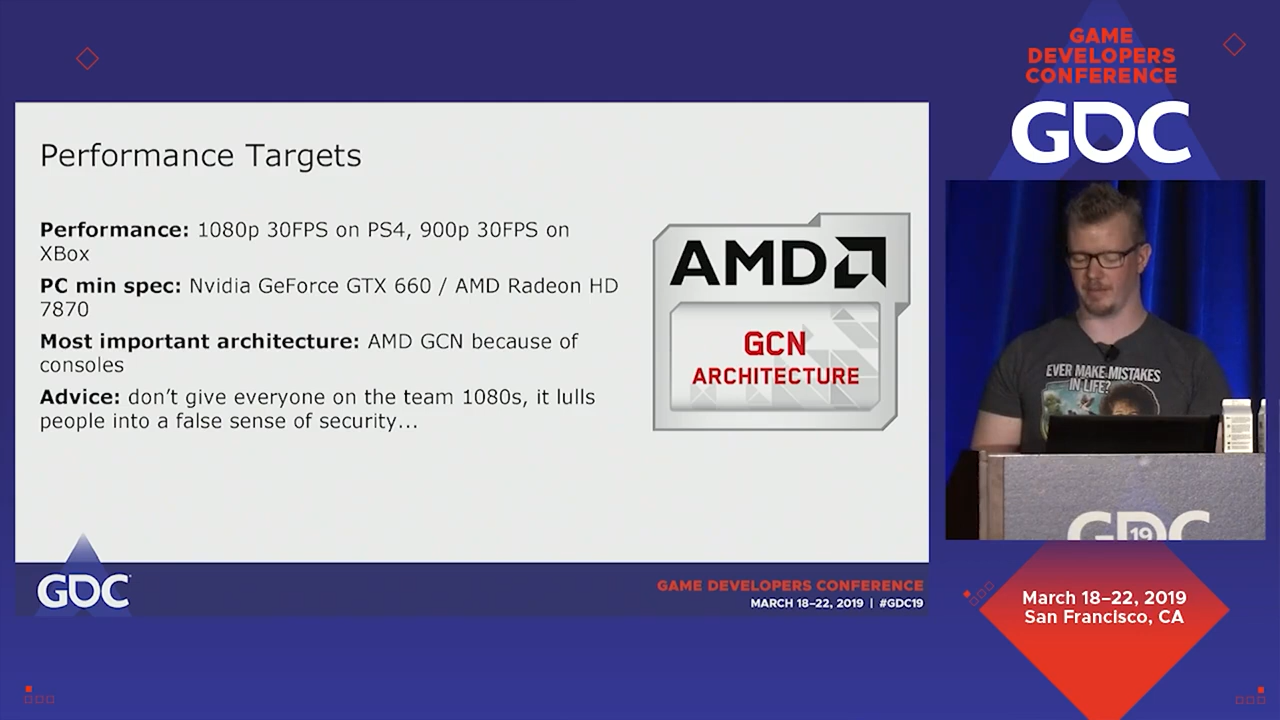 GAME
DEVELOPERS
CONFERENCE
GDC
Performance Targets
Performance: 1080p 30FPS on PS4, 900p 30FPS on
XBox
PC min spec: Nvidia GeForce GTX 660 / AMD Radeon HD
7870
Most important architecture: AMD GCN because of
consoles
Advice: don't give everyone on the team 1080s, it lulls
people into a false sense of security...
AMD
GCN
ARCHITECTURE
EVER MAKE MISTAKES
IN LIFE?
GDC
19
GDC
GAME DEVELOPERS CONFERENCE
MARCH 18–22, 2019 | #GDC19
March 18–22, 2019
San Francisco, CA